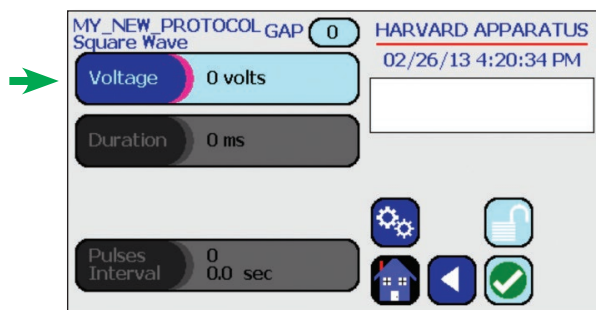 MY_NEW_PROTOCOL GAP 0
Square Wave
HARVARD APPARATUS
02/26/13 4:20:34 PM
Voltage 0 volts
Duration 0 ms
Pulses 0
Interval 0.0 sec